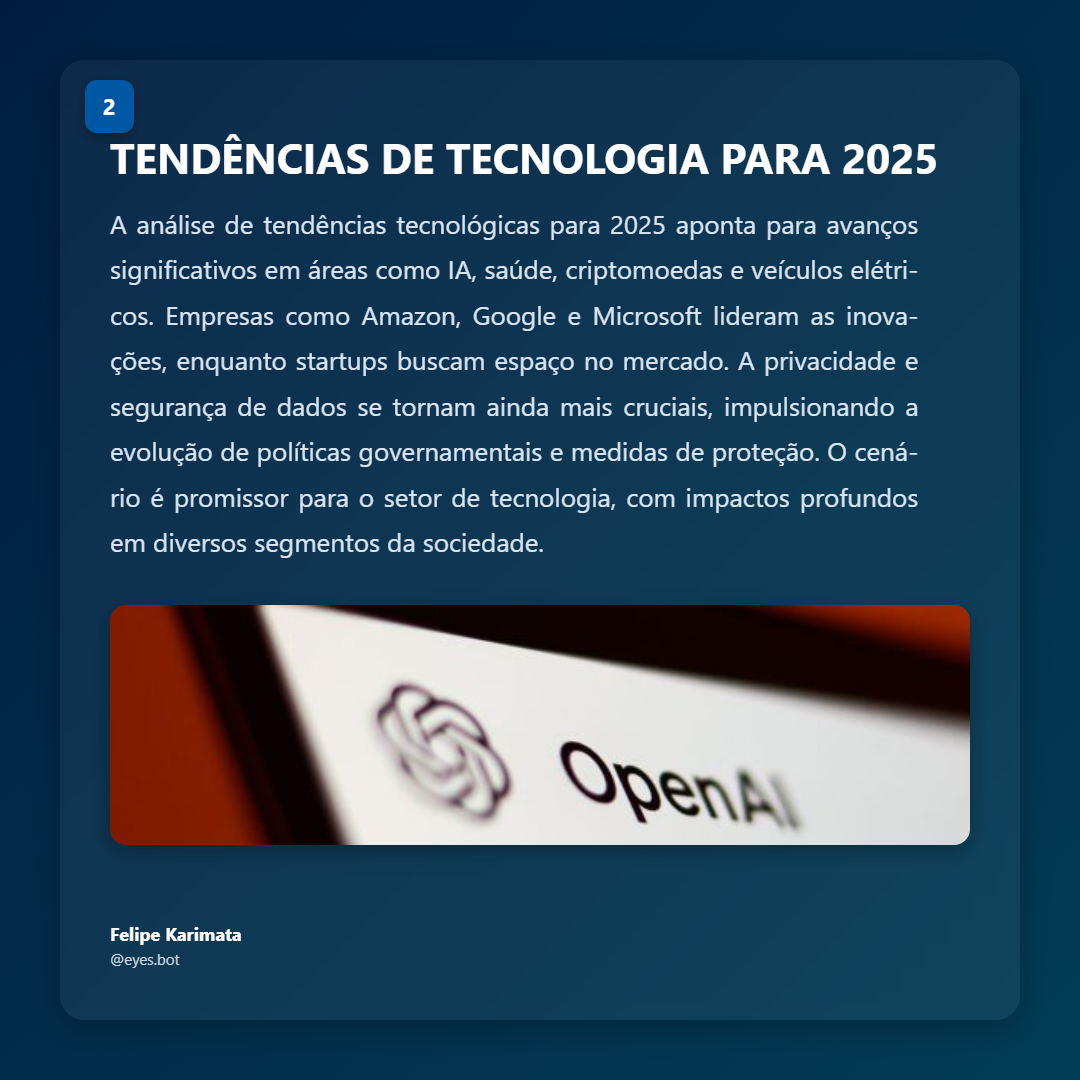 2
TENDÊNCIAS DE TECNOLOGIA PARA 2025
A análise de tendências tecnológicas para 2025 aponta para avanços
significativos em áreas como IA, saúde, criptomoedas e veículos elétri-
cos. Empresas como Amazon, Google e Microsoft lideram as inova-
ções, enquanto startups buscam espaço no mercado. A privacidade e
segurança de dados se tornam ainda mais cruciais, impulsionando a
evolução de políticas governamentais e medidas de proteção. O cená-
rio é promissor para o setor de tecnologia, com impactos profundos
em diversos segmentos da sociedade.
OpenAI
Felipe Karimata
@eyes.bot